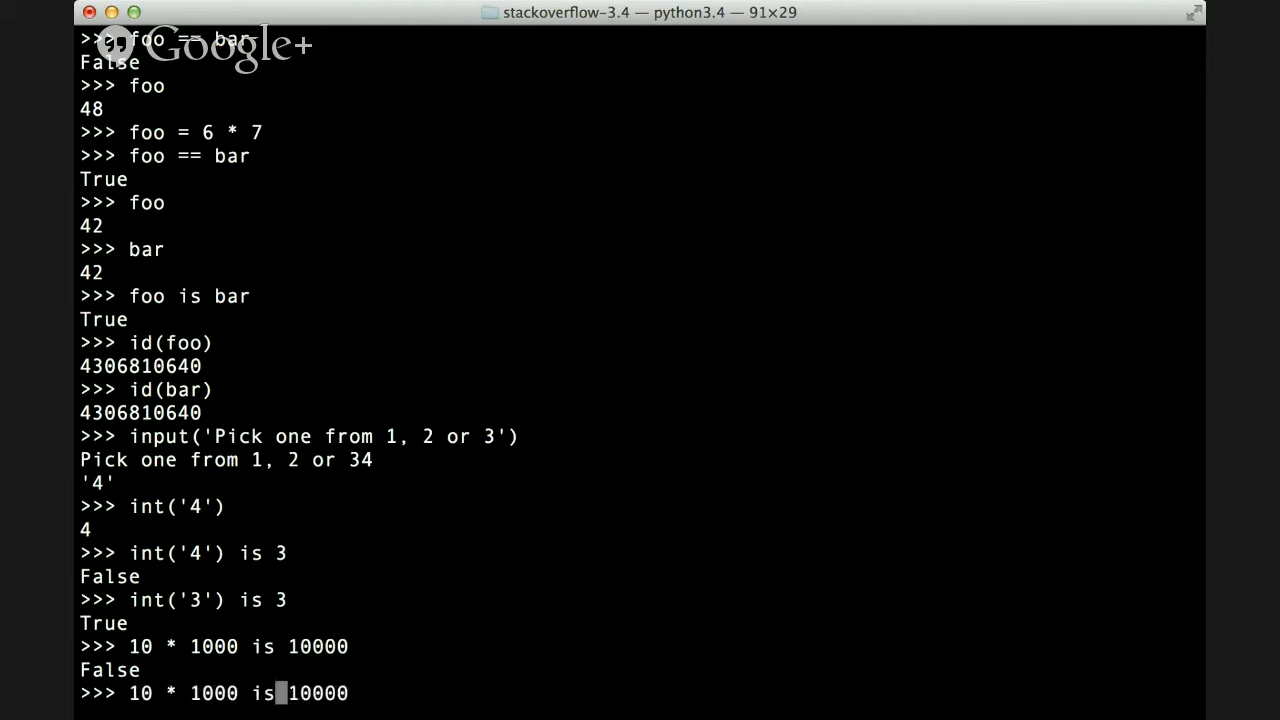 stackoverflow-3.4 — python3.4 — 91×29
>>> foo == bar
Google+
False
>>> foo
48
>>> foo = 6 * 7
>>> foo == bar
True
>>> foo
42
>>> bar
42
>>> foo is bar
True
>>> id(foo)
4306810640
>>> id(bar)
4306810640
>>> input('Pick one from 1, 2 or 3')
Pick one from 1, 2 or 34
'4'
>>> int('4')
4
>>> int('4') is 3
False
>>> int('3') is 3
True
>>> 10 * 1000 is 10000
False
>>> 10 * 1000 is 10000